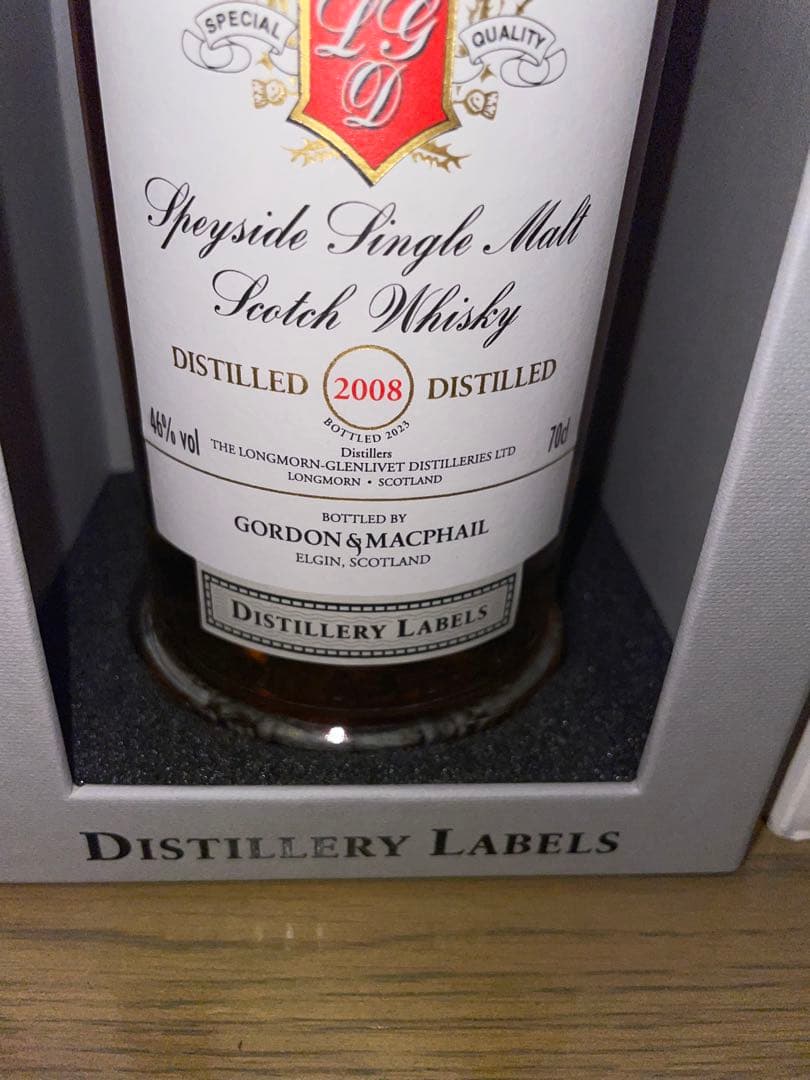 SPECIAL
QUALITY
LGD
Speyside Single Malt
Scotch Whisky
DISTILLED 2008 DISTILLED
BOTTLED 2023
46% vol
70cl
Distillers
THE LONGMORN-GLENLIVET DISTILLERIES LTD
LONGMORN • SCOTLAND
BOTTLED BY
GORDON & MACPHAIL
ELGIN, SCOTLAND
DISTILLERY LABELS
DISTILLERY LABELS